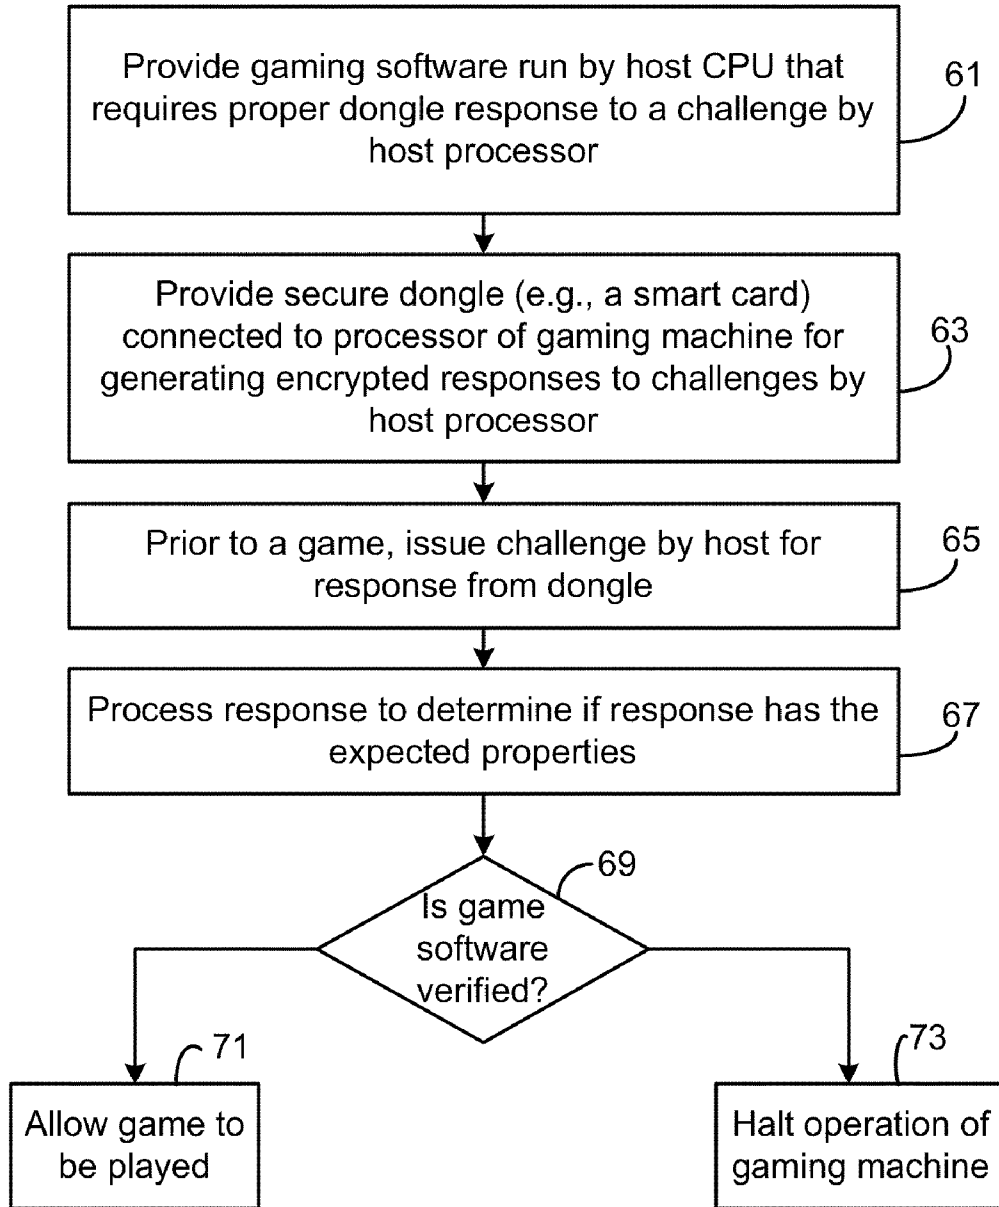 Provide gaming software run by host CPU that
requires proper dongle response to a challenge by
host processor
61
Provide secure dongle (e.g., a smart card)
connected to processor of gaming machine for
generating encrypted responses to challenges by
host processor
63
Prior to a game, issue challenge by host for
response from dongle
65
Process response to determine if response has the
expected properties
67
69
Is game
software
verified?
71
Allow game to
be played
73
Halt operation of
gaming machine